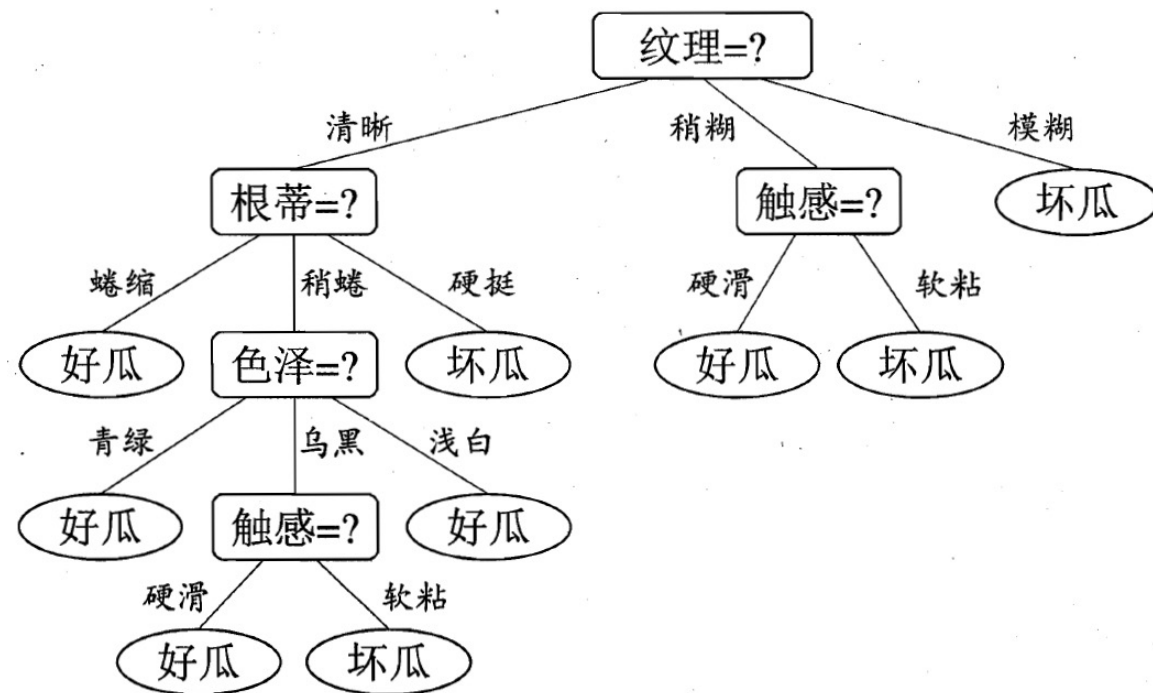 纹理=?
清晰 稍糊 模糊
根蒂=? 触感=? 坏瓜
蜷缩 稍蜷 硬挺 硬滑 软粘
好瓜 色泽=? 坏瓜 好瓜 坏瓜
青绿 乌黑 浅白
好瓜 触感=? 好瓜
硬滑 软粘
好瓜 坏瓜